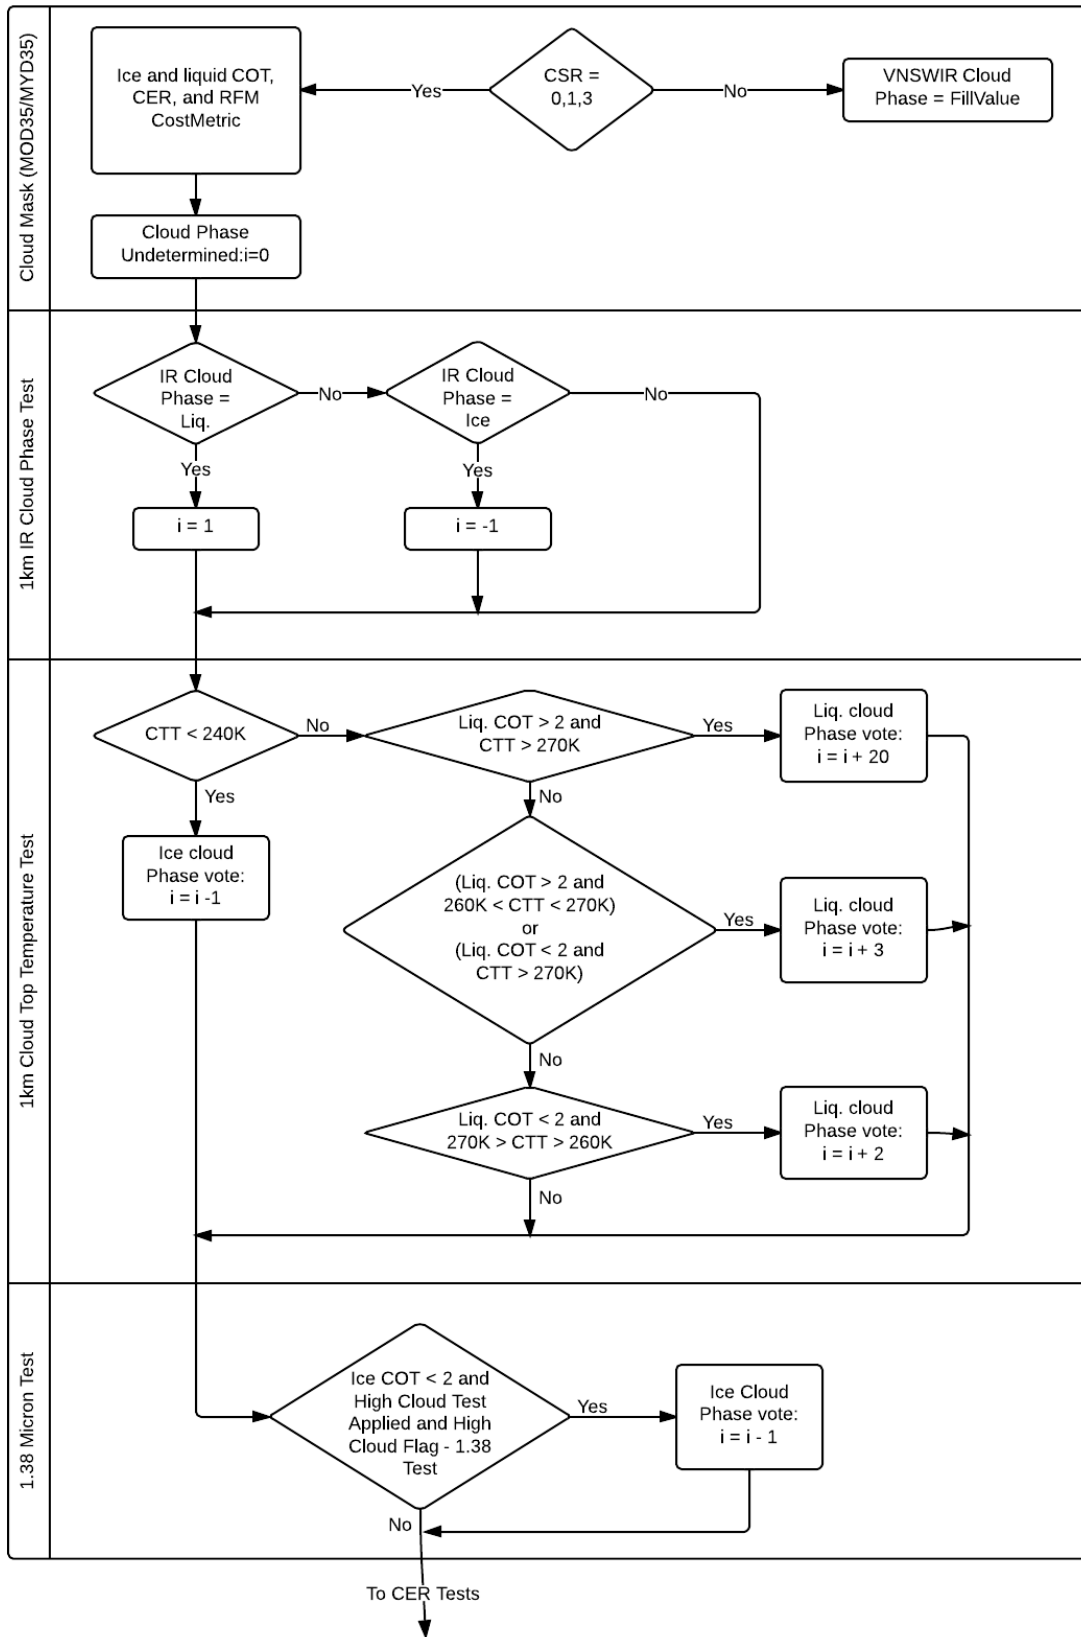 Cloud Mask (MOD35/MYD35)
Ice and liquid COT,
CER, and RFM
CostMetric
Yes
CSR =
0,1,3
No
VNSWIR Cloud
Phase = FillValue
Cloud Phase
Undetermined:i=0
1km IR Cloud Phase Test
IR Cloud
Phase =
Liq.
No
IR Cloud
Phase =
Ice
No
Yes
Yes
i = 1
i = -1
1km Cloud Top Temperature Test
CTT < 240K
No
Liq. COT > 2 and
CTT > 270K
Yes
Liq. cloud
Phase vote:
i = i + 20
Yes
No
Ice cloud
Phase vote:
i = i -1
(Liq. COT > 2 and
260K < CTT < 270K)
or
(Liq. COT < 2 and
CTT > 270K)
Yes
Liq. cloud
Phase vote:
i = i + 3
No
Liq. COT < 2 and
270K > CTT > 260K
Yes
Liq. cloud
Phase vote:
i = i + 2
No
1.38 Micron Test
Ice COT < 2 and
High Cloud Test
Applied and High
Cloud Flag - 1.38
Test
Yes
Ice Cloud
Phase vote:
i = i - 1
No
To CER Tests